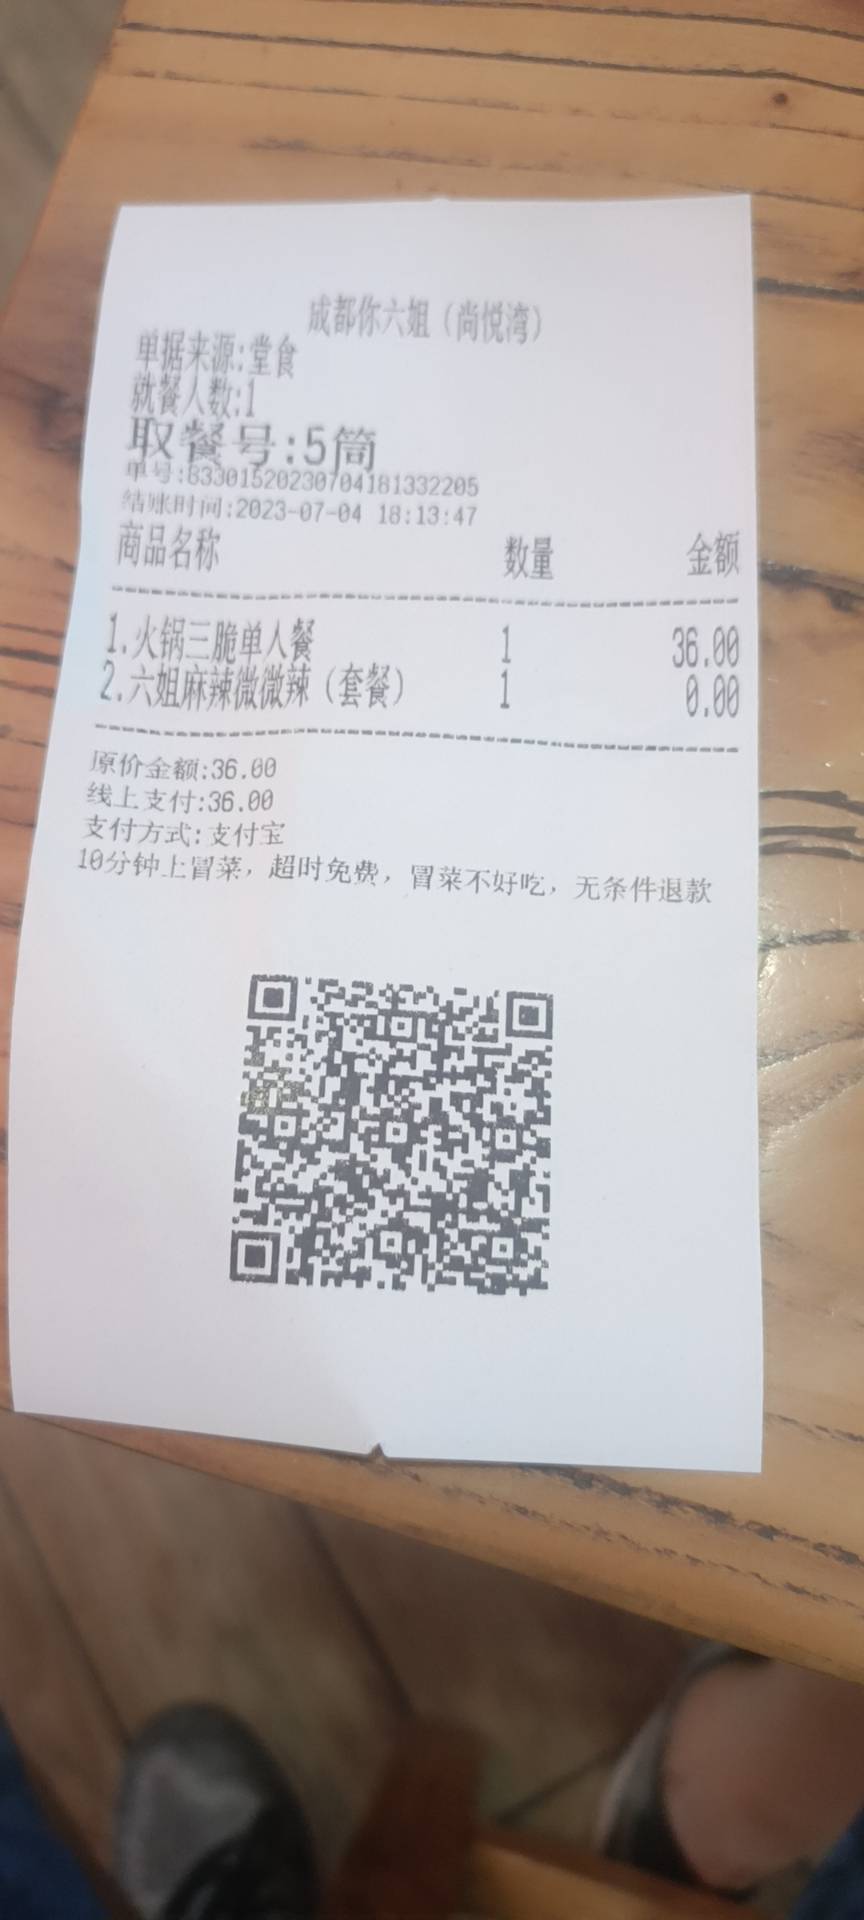 成都你六姐（尚悦湾）
单据来源:堂食
就餐人数:1
取餐号:5筒
单号:83301520230704181332205
结账时间:2023-07-04 18:13:47
商品名称 数量 金额
1.火锅三脆单人餐 1 36.00
2.六姐麻辣微微辣（套餐） 1 0.00
原价金额:36.00
线上支付:36.00
支付方式:支付宝
10分钟上冒菜，超时免费，冒菜不好吃，无条件退款